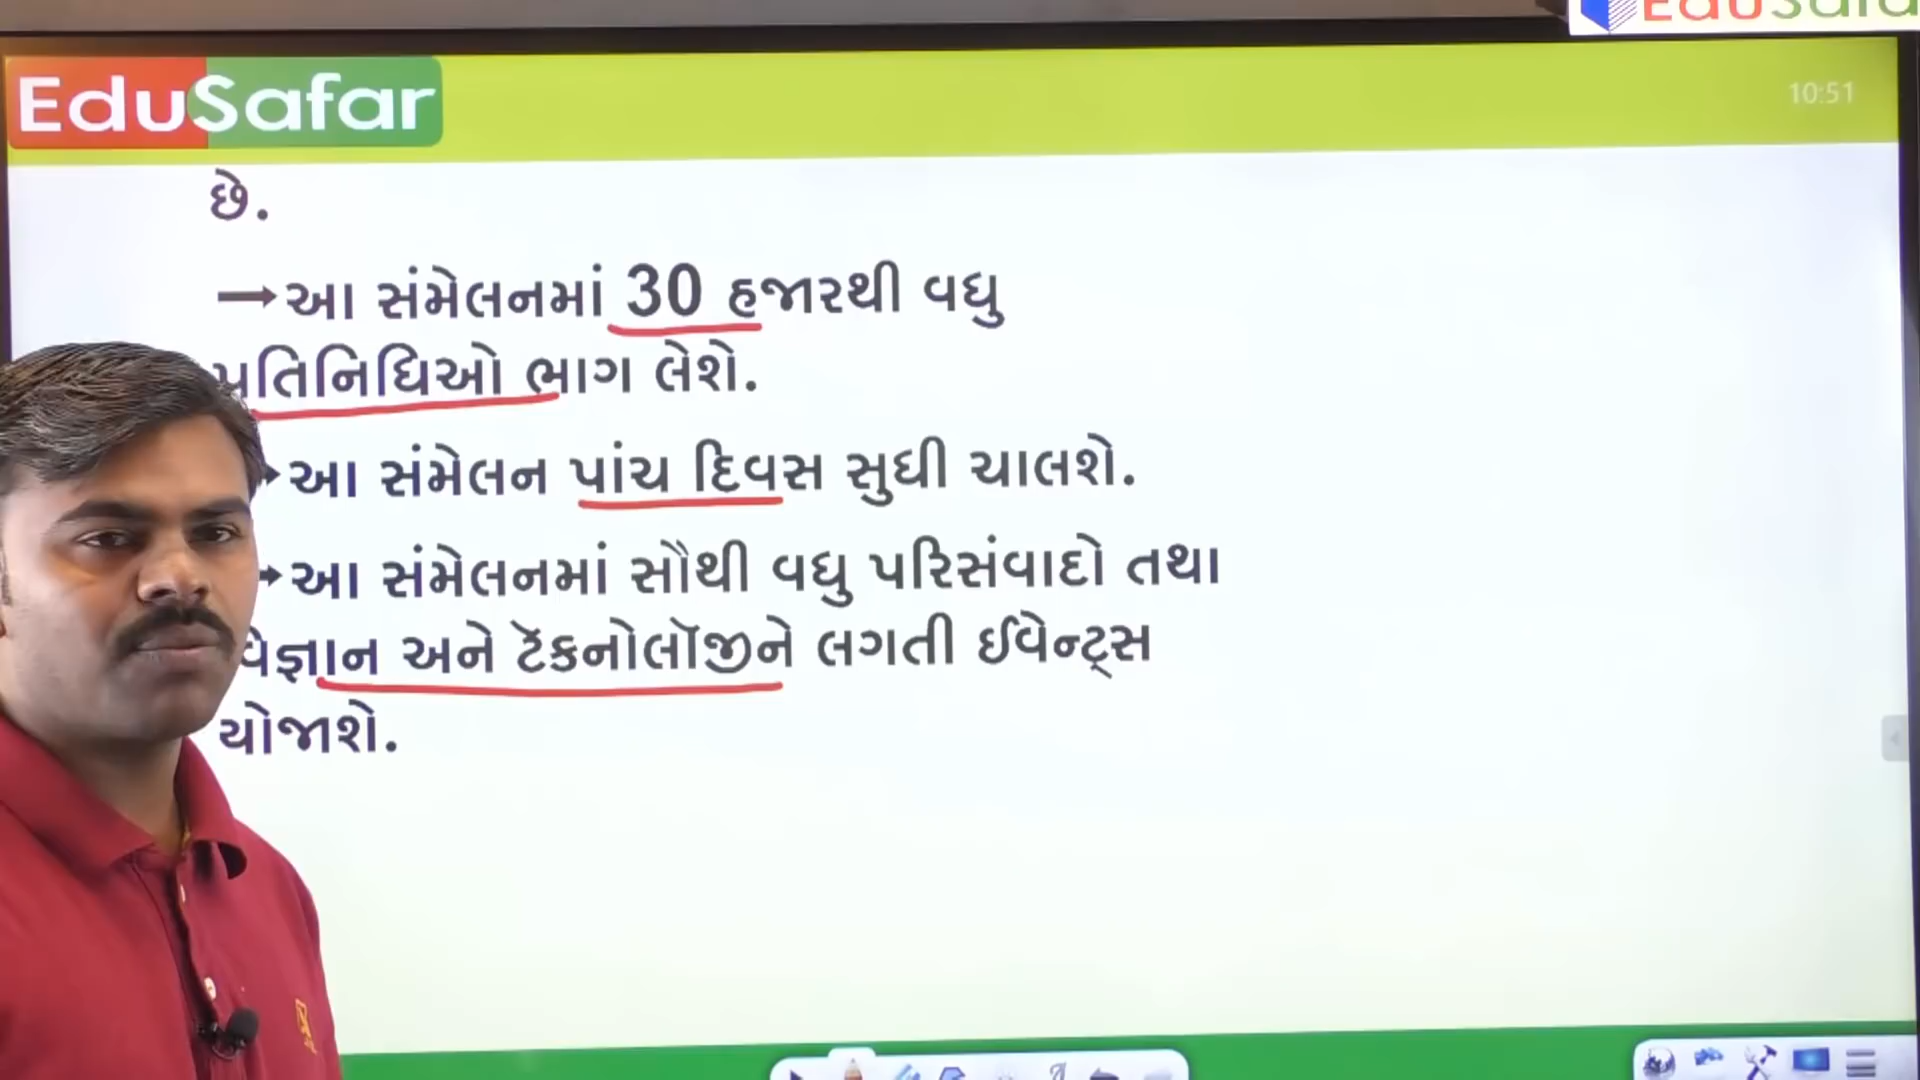 EduSafar
EduSafar
10:51
છે.
→આ સંમેલનમાં 30 હજારથી વધુ
પ્રતિનિધિઓ ભાગ લેશે.
→આ સંમેલન પાંચ દિવસ સુધી ચાલશે.
→આ સંમેલનમાં સૌથી વધુ પરિસંવાદો તથા
વિજ્ઞાન અને ટૅકનોલૉજીને લગતી ઈવેન્ટ્સ
યોજાશે.